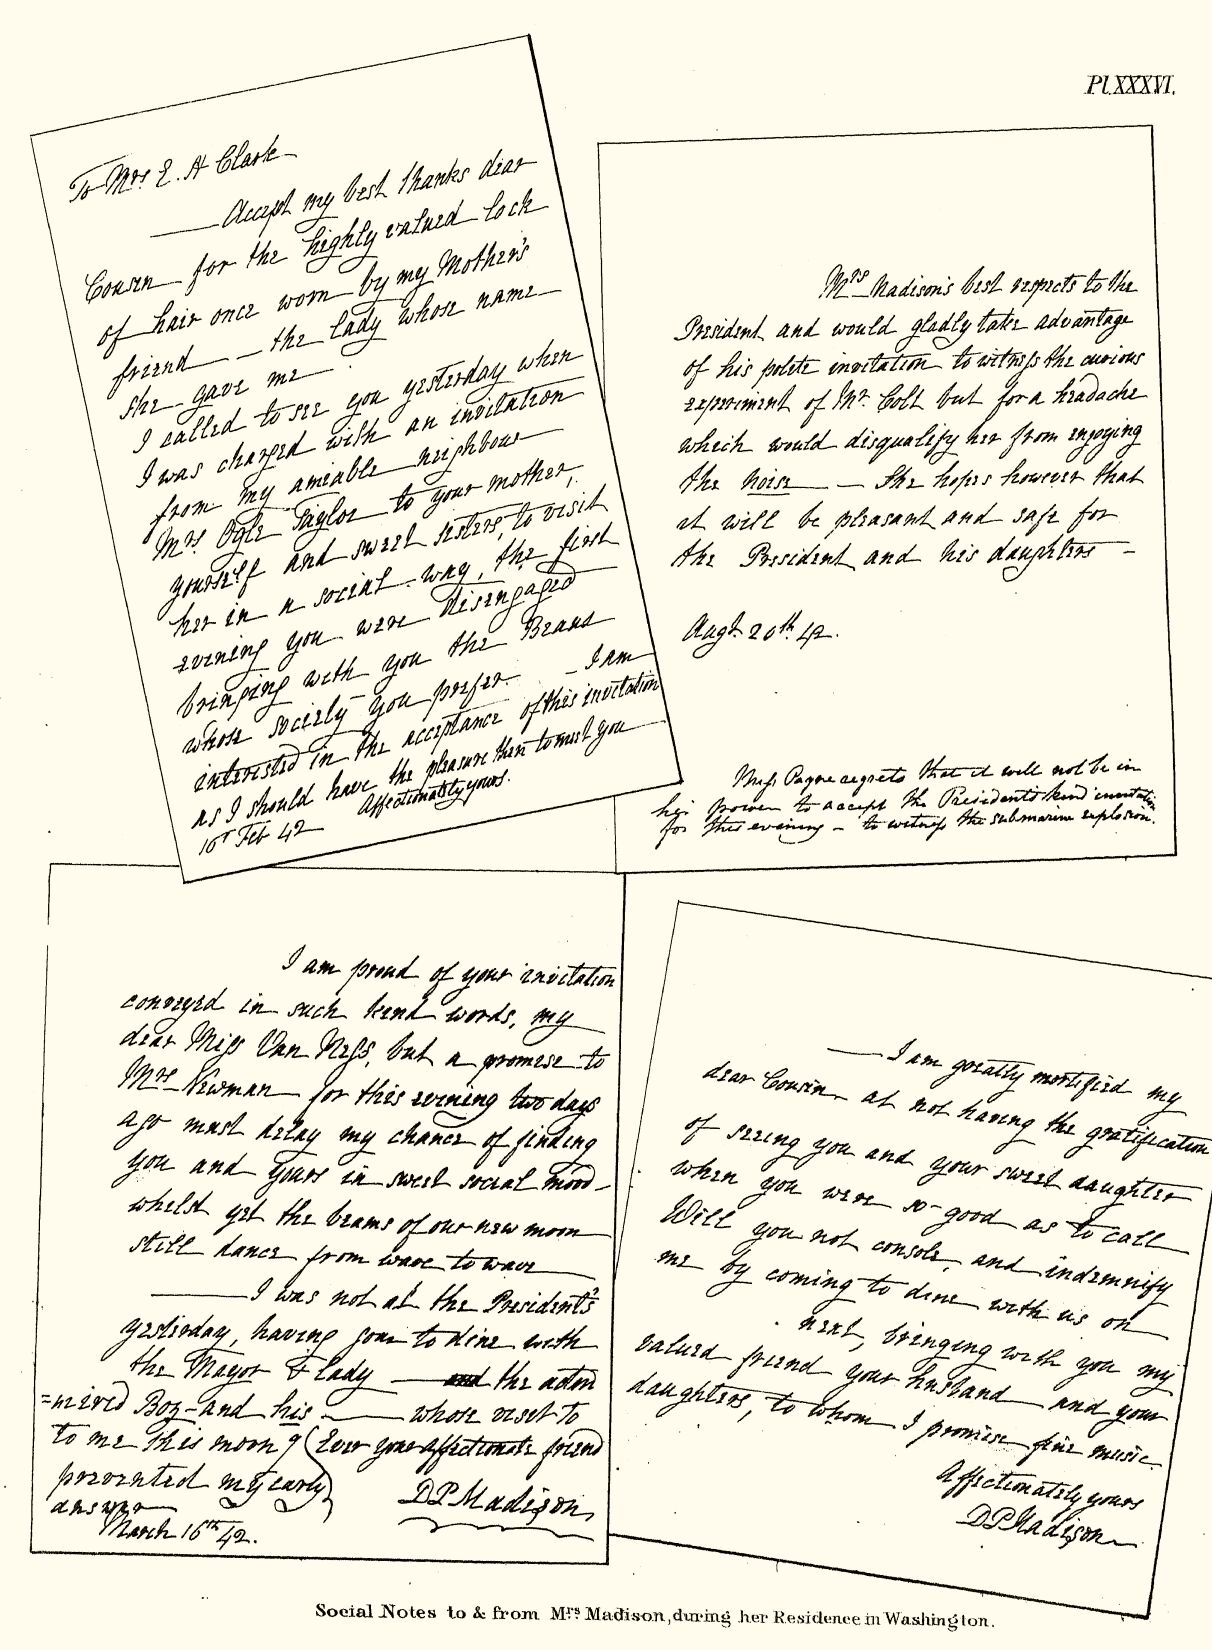 Pl. XXXVI.
To Mrs. E. A Clark
Accept my best thanks dear
Cousin for the highly valued lock
of hair once worn by my Mother's
friend — the lady whose name
she gave me
I called to see you yesterday when
I was charged with an invitation
from my amiable neighbour
Mrs Ogle Taylor to your mother,
yourself and sweet sisters, to visit
her in a social way, the first
evening you were disengaged
bringing with you the Beaus
whose society you prefer. — I am
interested in the acceptance of this invitation
as I should have the pleasure then to meet you
Affectionately yours.
Feb 42
Mrs Madison's best respects to the
President and would gladly take advantage
of his polite invitation to witness the curious
experiment of Mr. Colt but for a headache
which would disqualify her from enjoying
the noise — She hopes however that
it will be pleasant and safe for
the President and his daughters —
Augt. 20th 42.
Miss Payne regrets that it will not be in
her power to accept the Presidents kind invitation
for this evening — to witness the submarine explosion.
I am proud of your invitation
conveyed in such kind words, my
dear Miss Van Ness, but a promise to
Mrs Newman for this evening two days
ago must delay my chance of finding
you and yours in sweet social mood —
whilst yet the beams of our new moon
still dance from wave to wave
I was not at the President's
yesterday, having gone to dine with
the Mayor & lady — and the
Boz — and his — whose visit to
to me this morng Ever your affectionate friend
prevented my early DPMadison
answer
March 16th 42.
— I am greatly mortified my
dear Cousin at not having the gratification
of seeing you and your sweet daughter
when you were so good as to call
Will you not console, and indemnify
me by coming to dine with us on
next, bringing with you my
valued friend your husband and your
daughters, to whom I promise fine music.
Affectionately yours
DPMadison
Social Notes to & from Mrs. Madison, during her Residence in Washington.